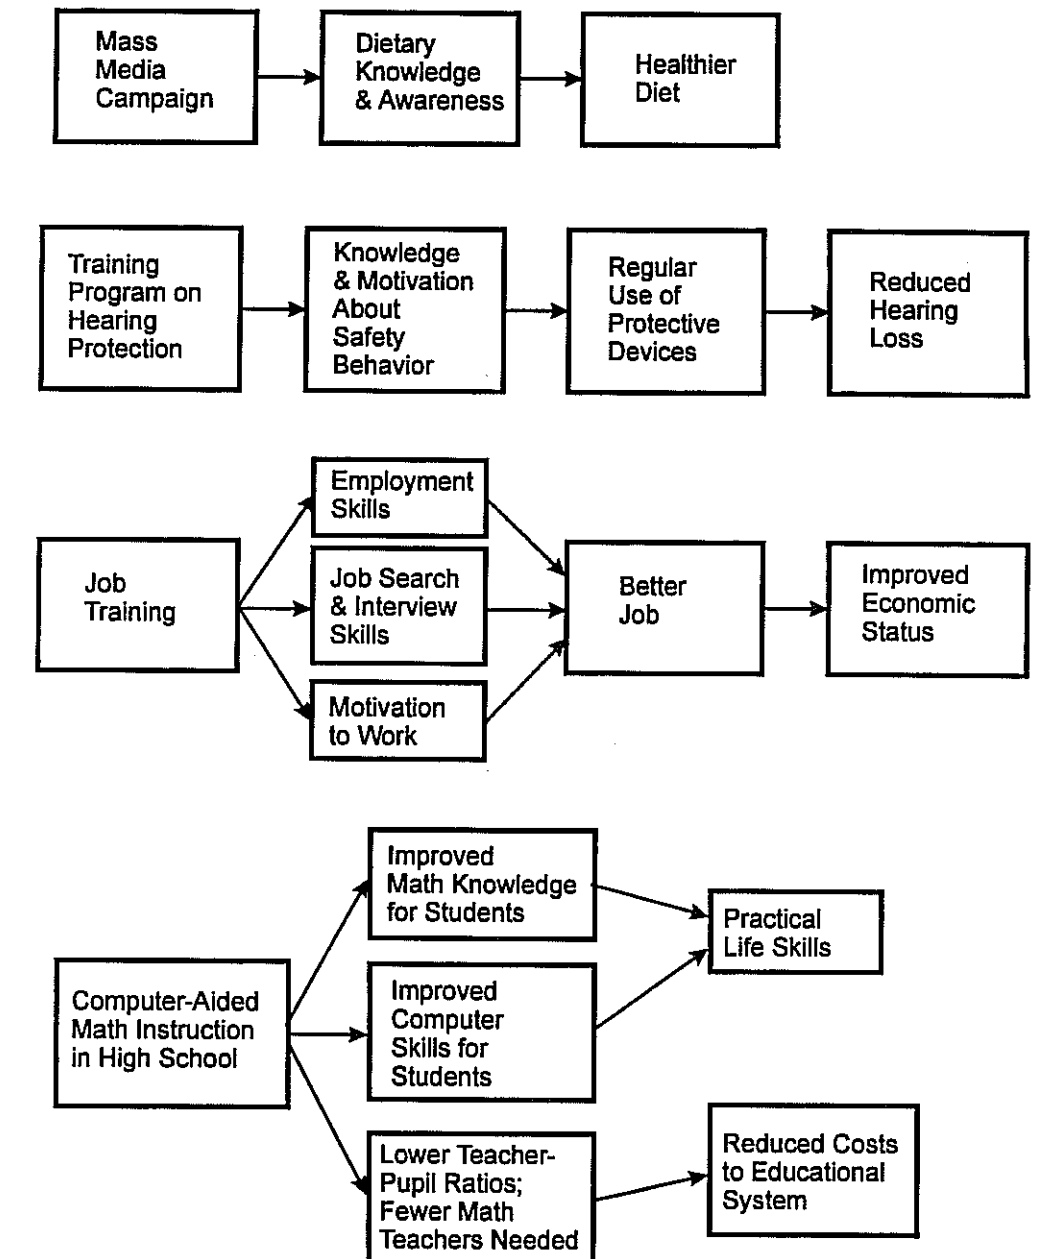 Mass
Media
Campaign
Dietary
Knowledge
& Awareness
Healthier
Diet
Training
Program on
Hearing
Protection
Knowledge
& Motivation
About
Safety
Behavior
Regular
Use of
Protective
Devices
Reduced
Hearing
Loss
Job
Training
Employment
Skills
Job Search
& Interview
Skills
Motivation
to Work
Better
Job
Improved
Economic
Status
Computer-Aided
Math Instruction
in High School
Improved
Math Knowledge
for Students
Improved
Computer
Skills for
Students
Lower Teacher-
Pupil Ratios;
Fewer Math
Teachers Needed
Practical
Life Skills
Reduced Costs
to Educational
System